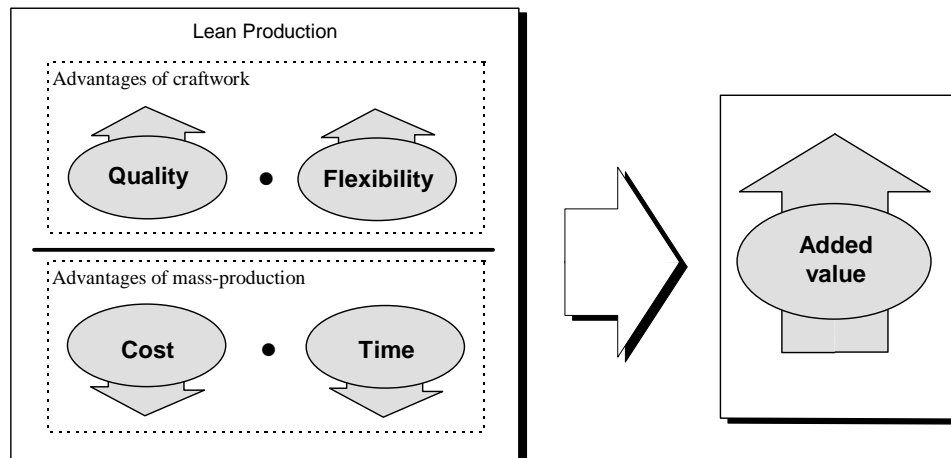 Lean Production
Advantages of craftwork
Quality
Flexibility
Advantages of mass-production
Cost
Time
Added
value